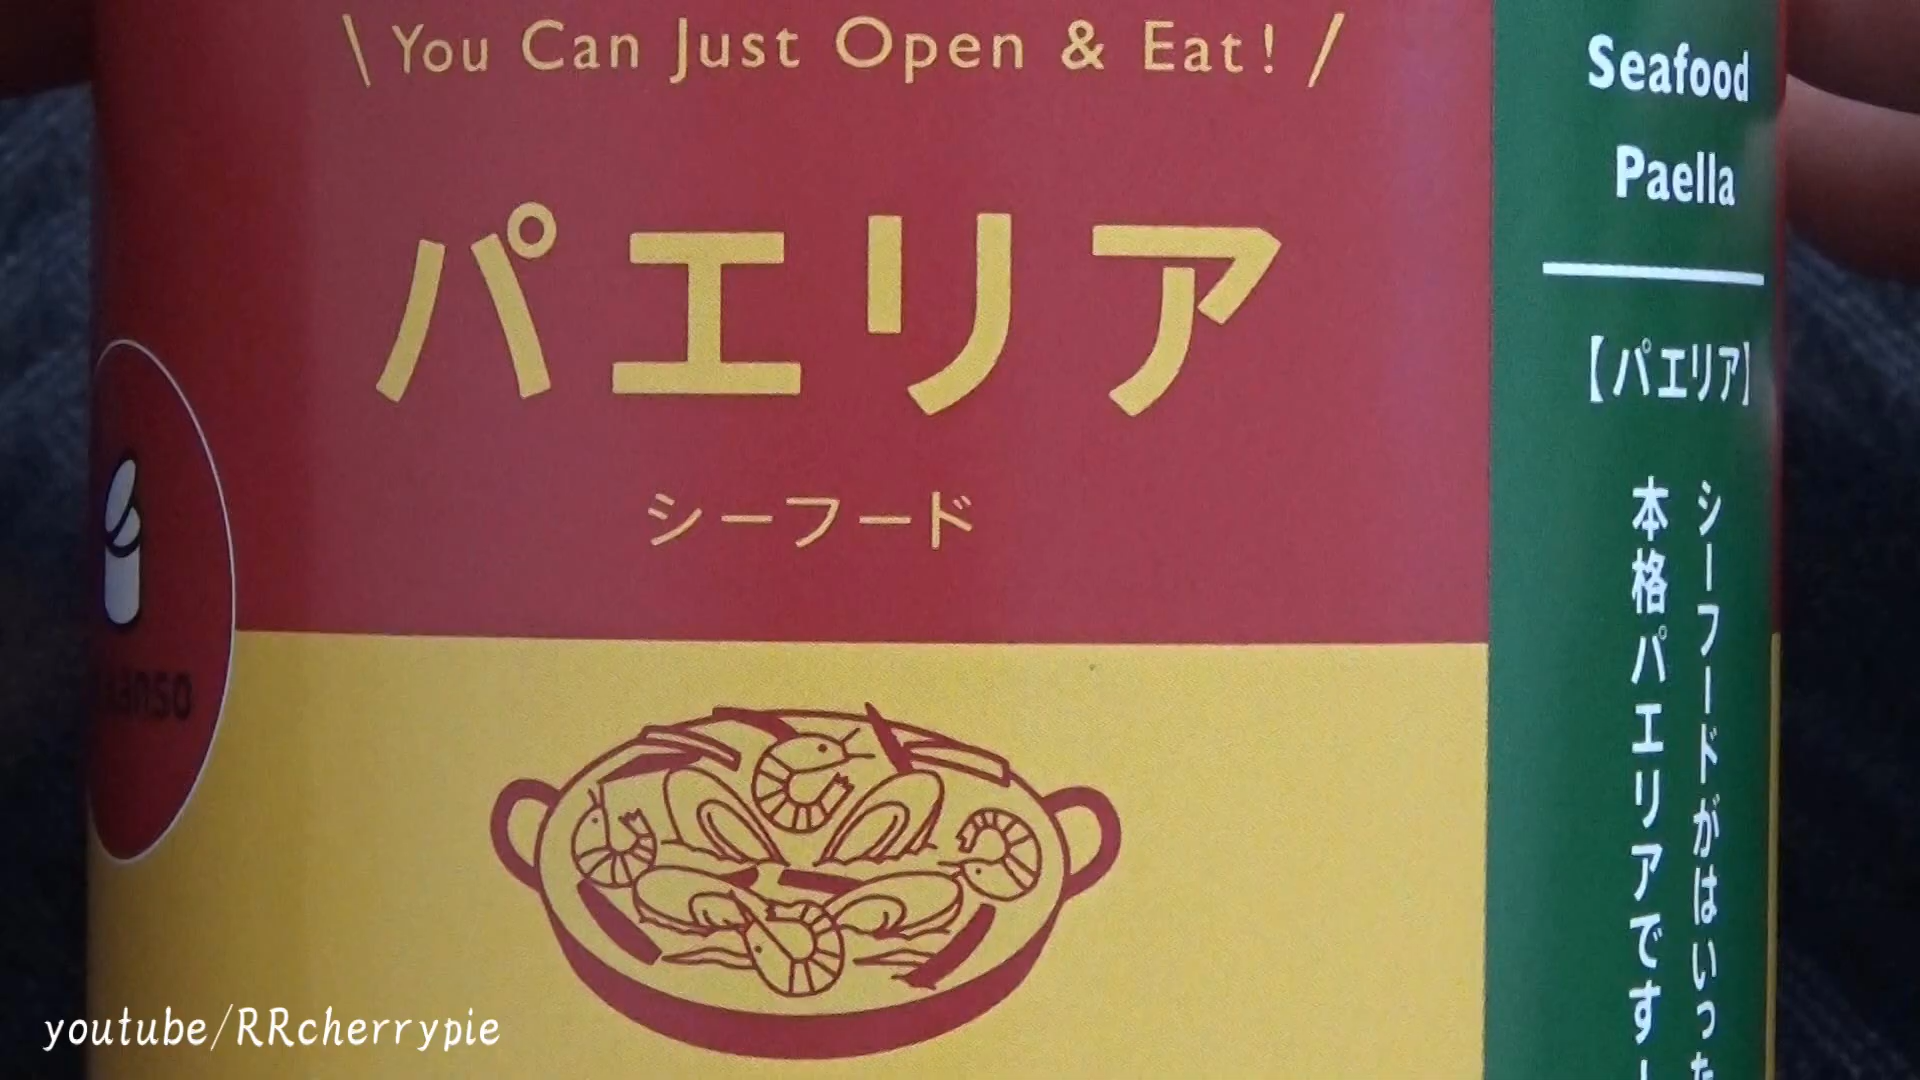 \ You Can Just Open & Eat! /
パエリア
シーフード
Seafood
Paella
【パエリア】
シーフードがはいった
本格パエリアです
youtube/RRcherrypie